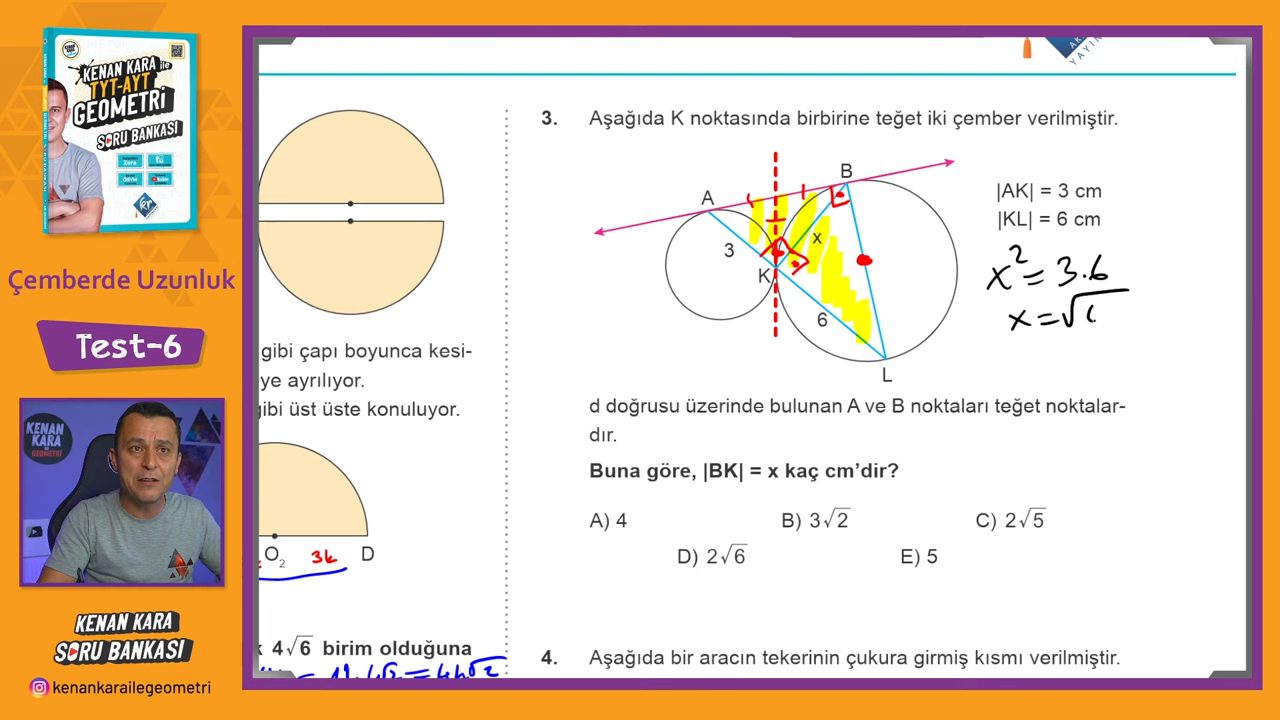 KENAN KARA ile
TYT-AYT
GEOMETRİ
SORU BANKASI
Çemberde Uzunluk
Test-6
KENAN
KARA
GEOMETRİ
KENAN KARA
SORU BANKASI
kenankarailegeometri
gibi çapı boyunca kesi-
ye ayrılıyor.
gibi üst üste konuluyor.
O2 3k D
4√6 birim olduğuna
3. Aşağıda K noktasında birbirine teğet iki çember verilmiştir.
A
B
3
x
K
6
L
|AK| = 3 cm
|KL| = 6 cm
x² = 3.6
x = √
d doğrusu üzerinde bulunan A ve B noktaları teğet noktalar-
dır.
Buna göre, |BK| = x kaç cm'dir?
A) 4 B) 3√2 C) 2√5
D) 2√6 E) 5
4. Aşağıda bir aracın tekerinin çukura girmiş kısmı verilmiştir.